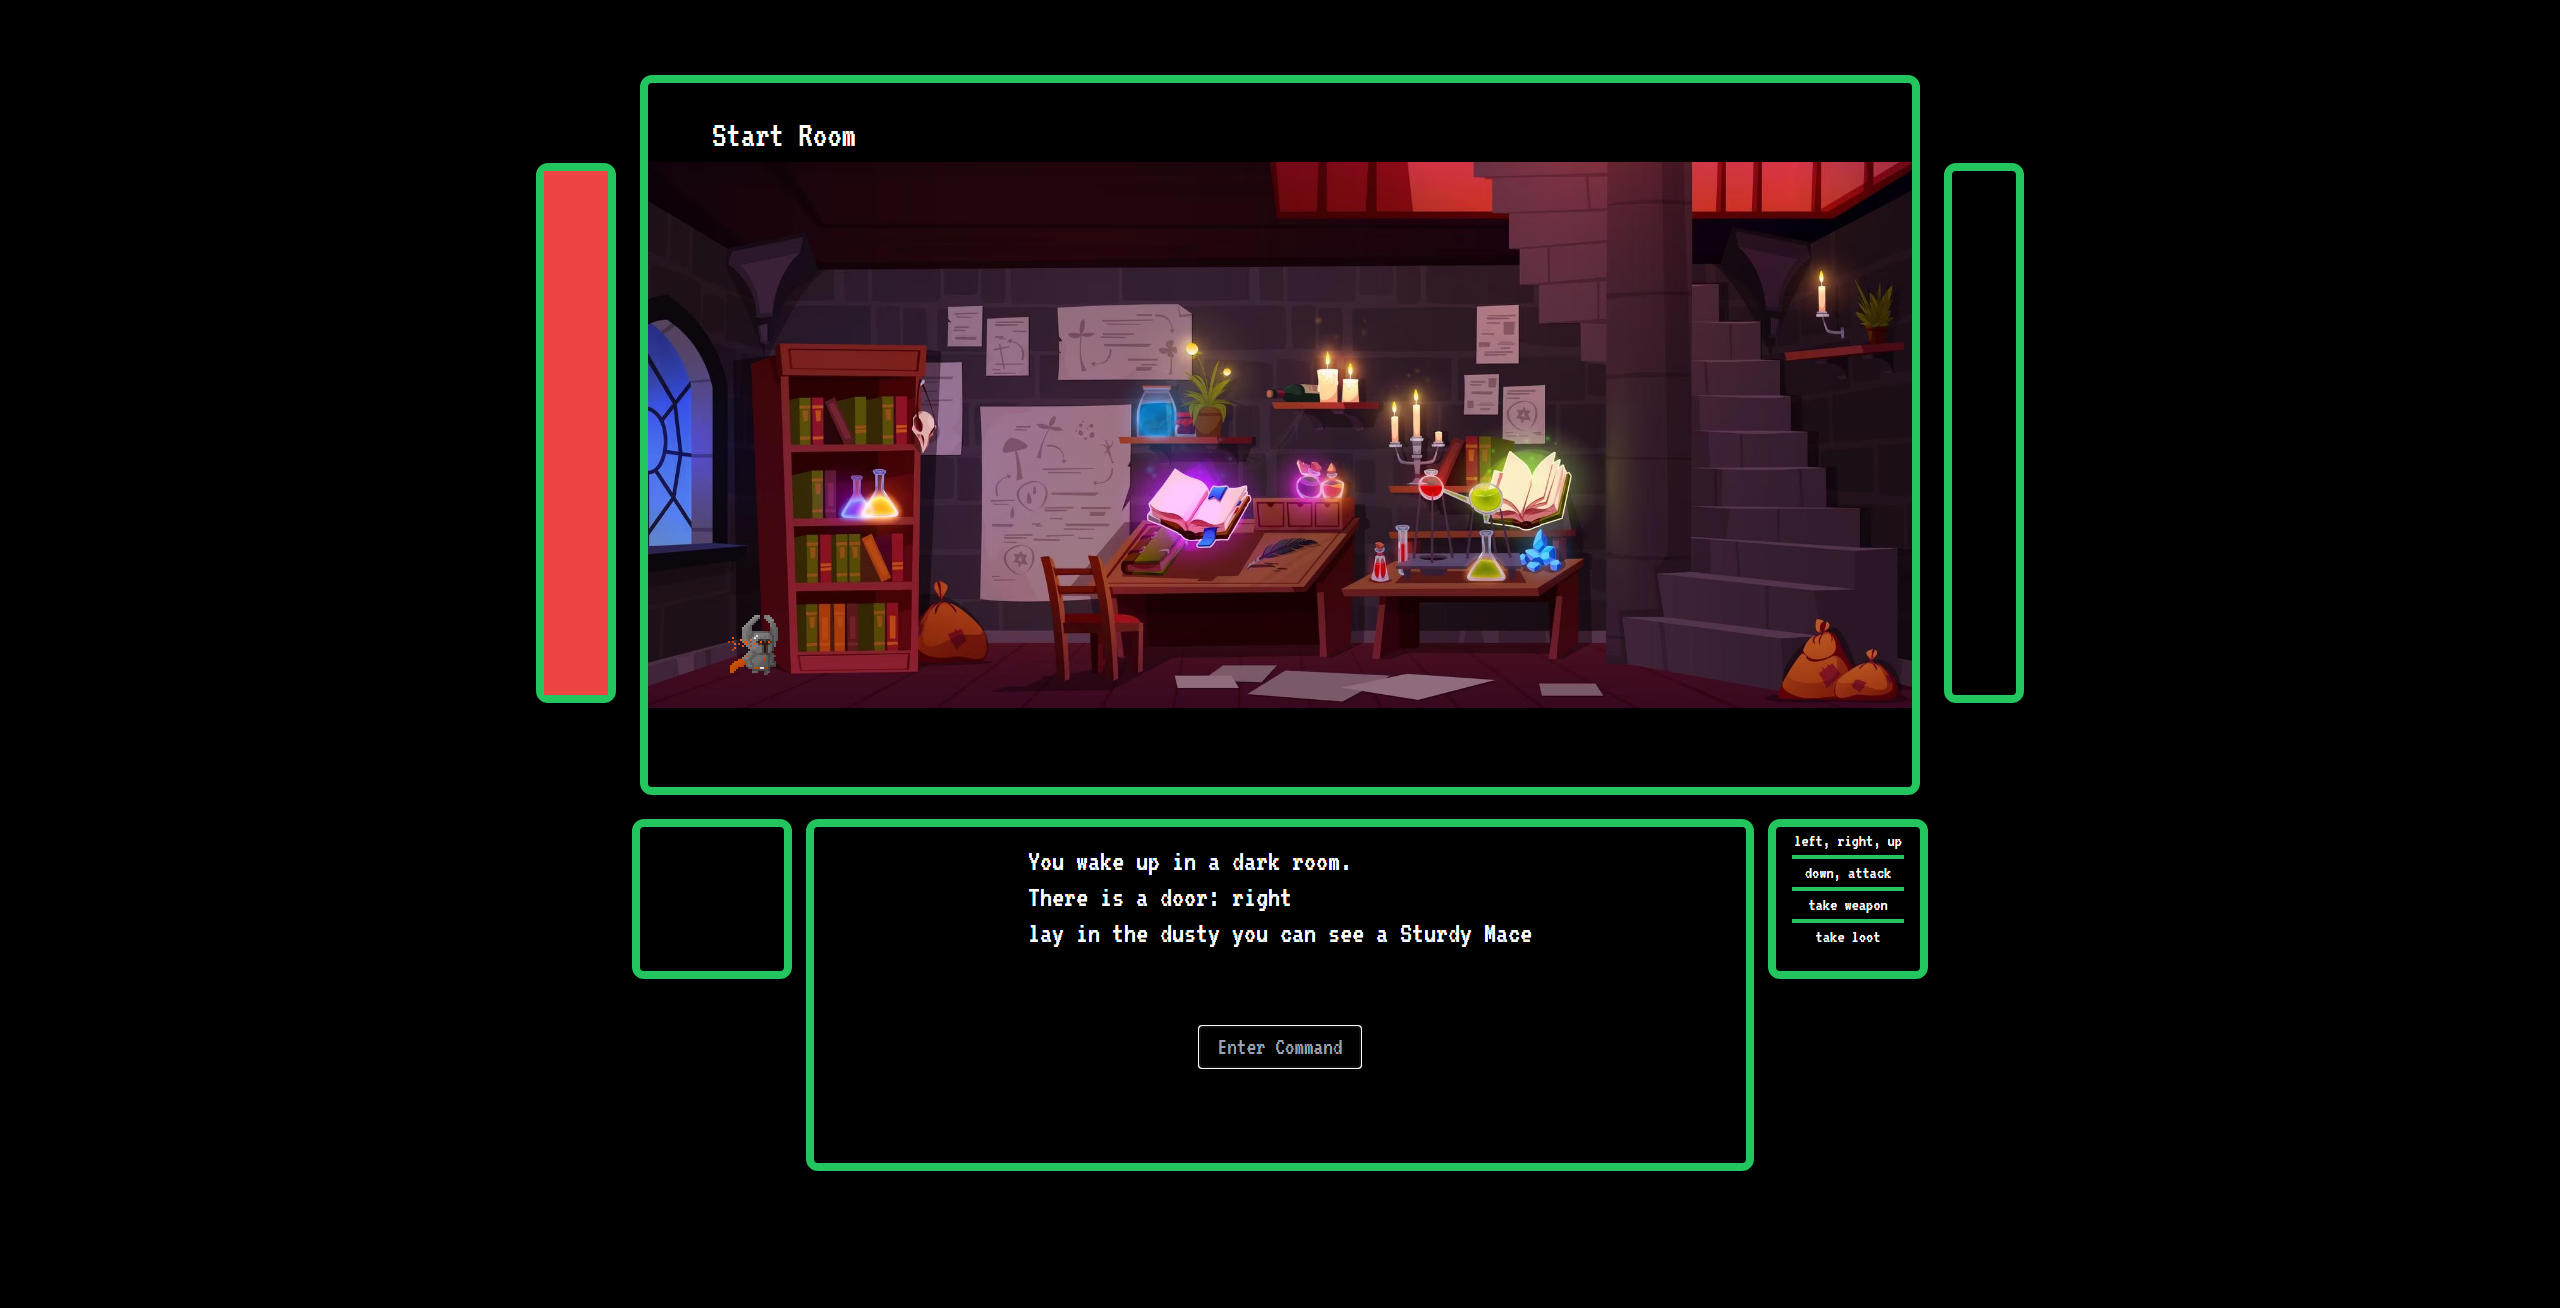 Start Room
You wake up in a dark room.
There is a door: right
lay in the dusty you can see a Sturdy Mace
Enter Command
left, right, up
down, attack
take weapon
take loot